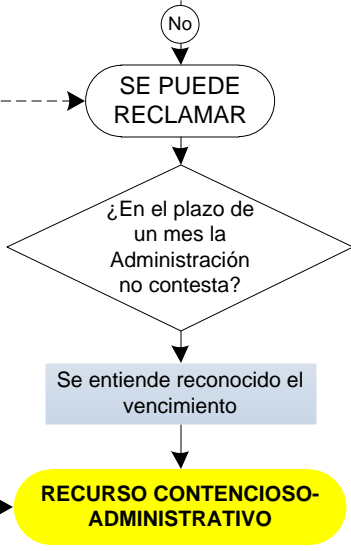 No
SE PUEDE
RECLAMAR
¿En el plazo de
un mes la
Administración
no contesta?
Se entiende reconocido el
vencimiento
RECURSO CONTENCIOSO-
ADMINISTRATIVO